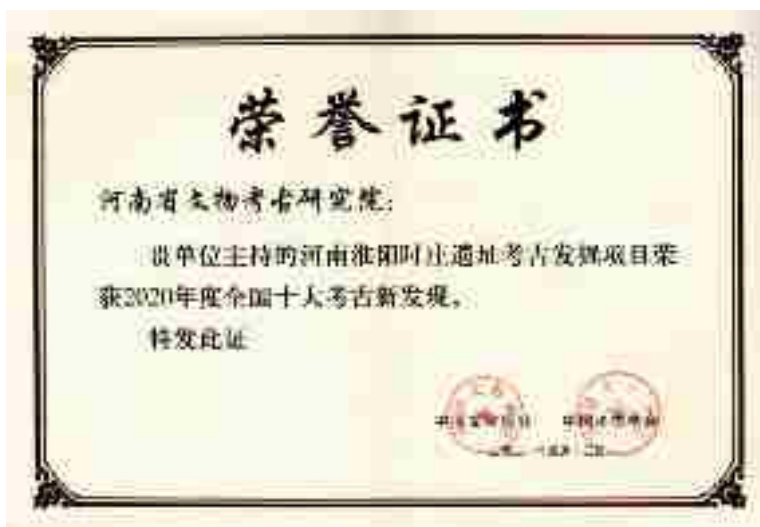 荣誉证书
河南省文物考古研究院：
贵单位主持的河南淮阳时庄遗址考古发掘项目荣
获2020年度全国十大考古新发现。
特发此证